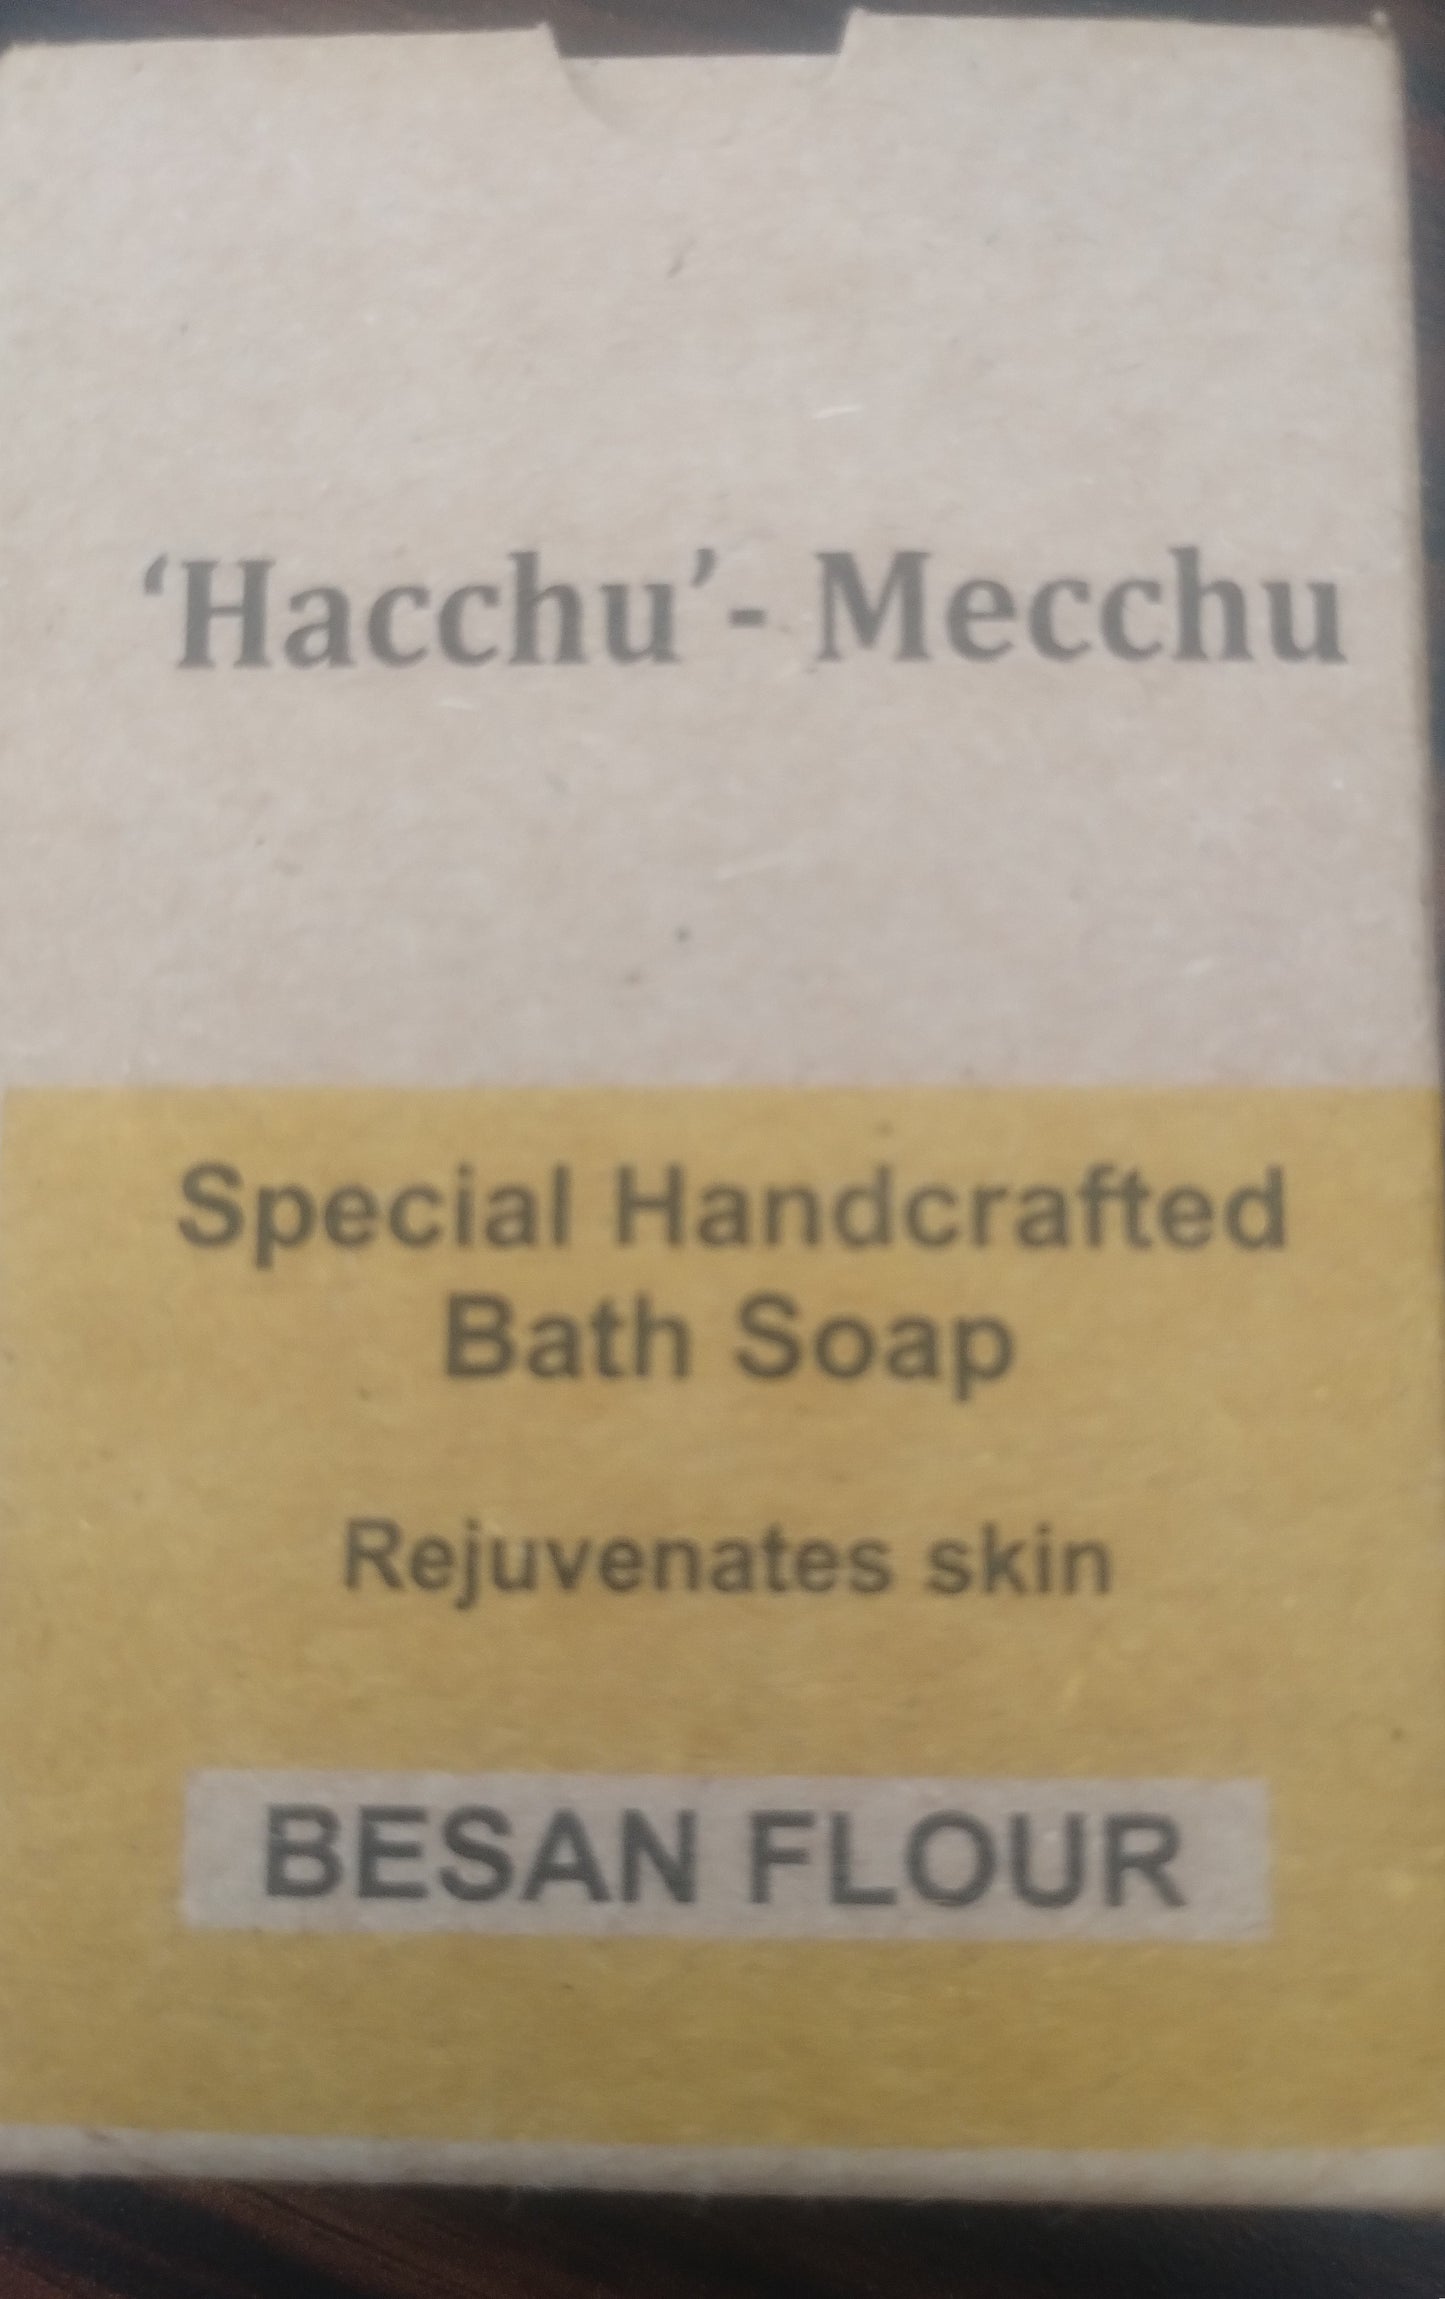 ‘Hacchu’- Mecchu
Special Handcrafted
Bath Soap
Rejuvenates skin
BESAN FLOUR